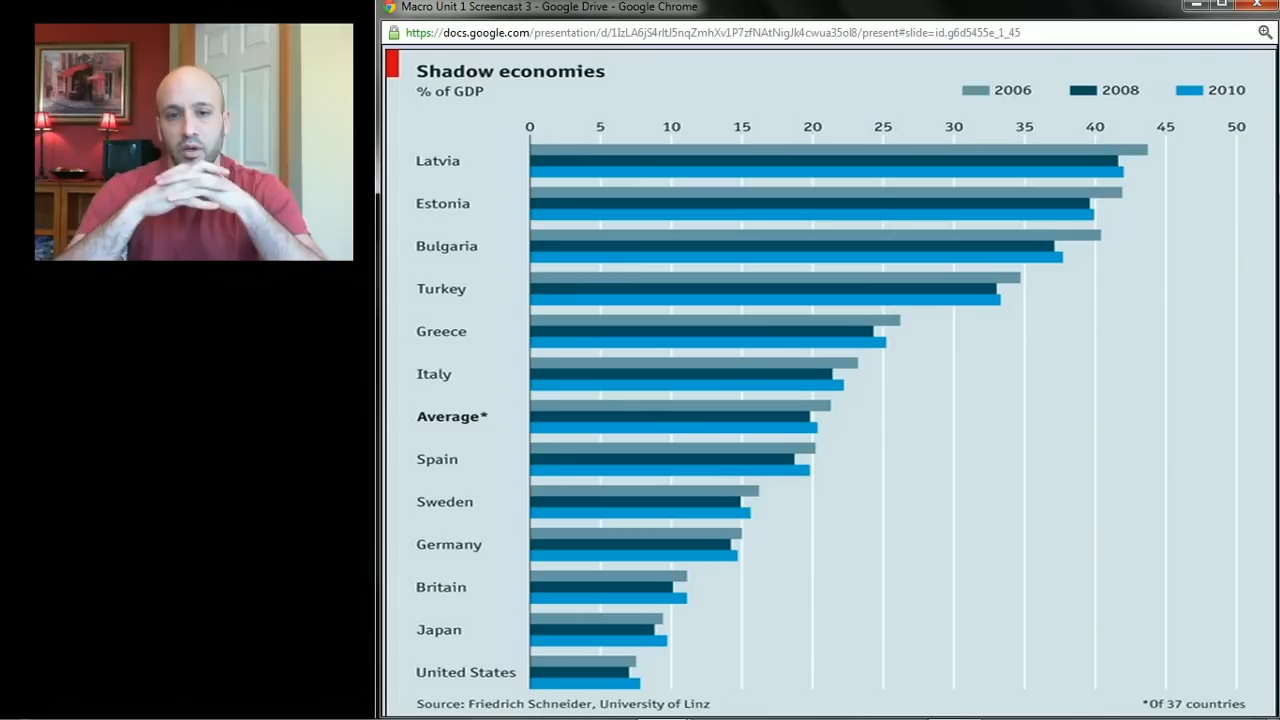 Macro Unit 1 Screencast 3 - Google Drive - Google Chrome
https://docs.google.com/presentation/d/1IzLA6jS4rltJ5nqZmhXv1P7zfNAtNigJk4cwua35ol8/present#slide=id.g6d5455e_1_45
Shadow economies
% of GDP
2006 2008 2010
0 5 10 15 20 25 30 35 40 45 50
Latvia
Estonia
Bulgaria
Turkey
Greece
Italy
Average*
Spain
Sweden
Germany
Britain
Japan
United States
Source: Friedrich Schneider, University of Linz
*Of 37 countries